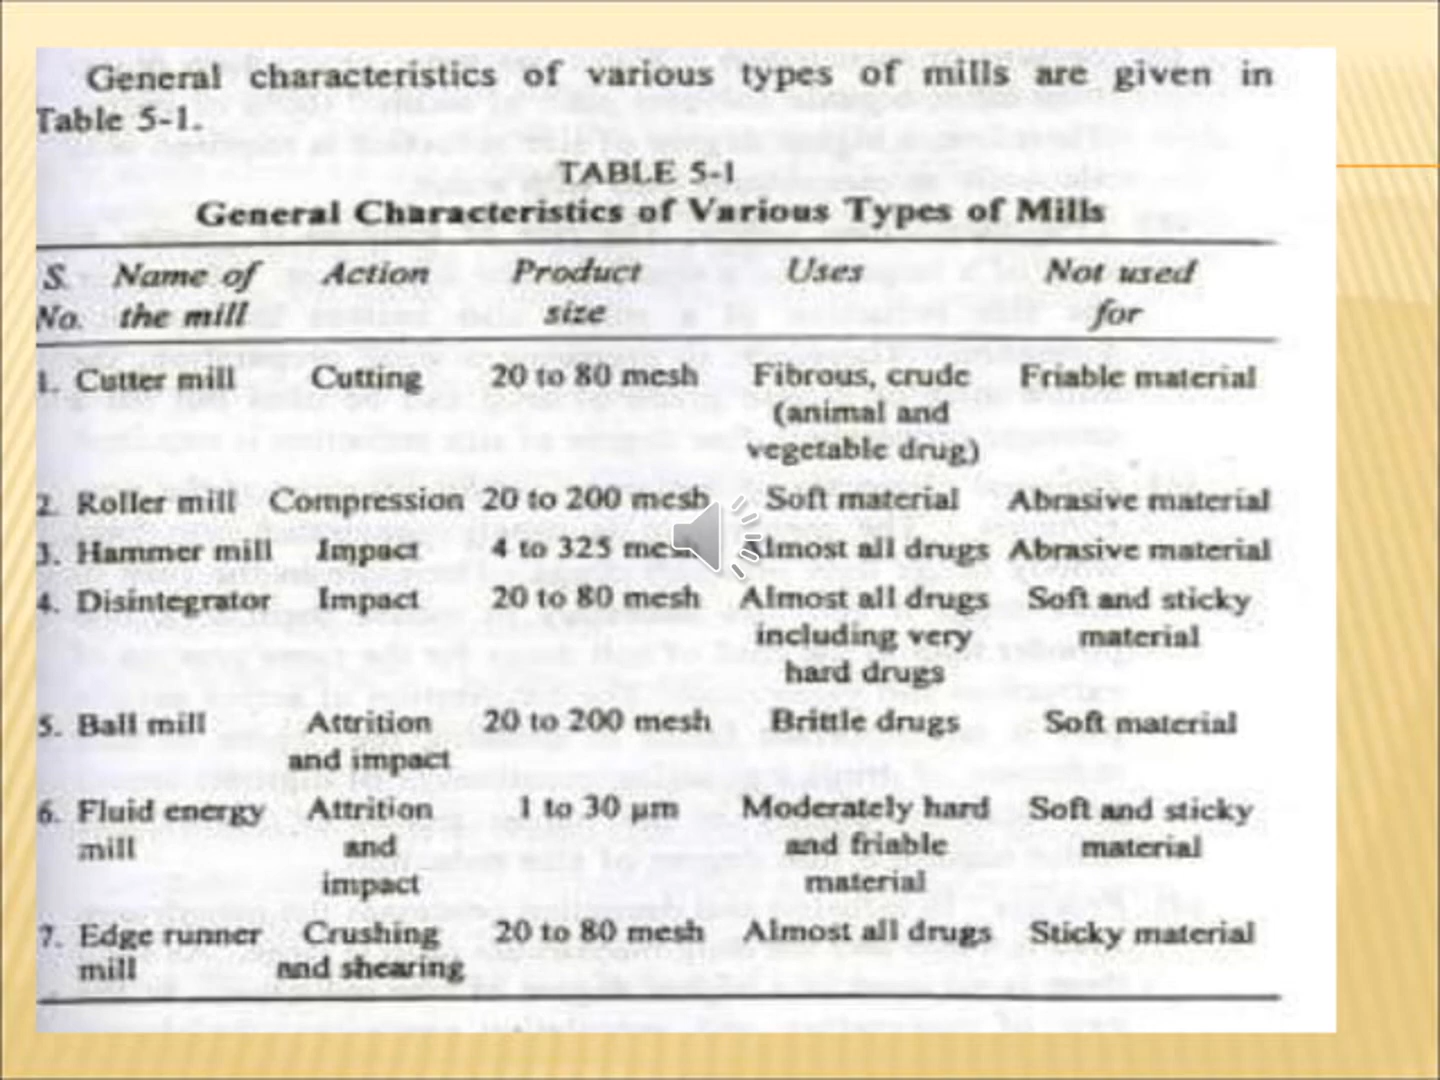 General characteristics of various types of mills are given in
Table 5-1.
TABLE 5-1
General Characteristics of Various Types of Mills
S. Name of Action Product Uses Not used
No. the mill size for
1. Cutter mill Cutting 20 to 80 mesh Fibrous, crude Friable material
(animal and
vegetable drug)
2. Roller mill Compression 20 to 200 mesh Soft material Abrasive material
3. Hammer mill Impact 4 to 325 mesh Almost all drugs Abrasive material
4. Disintegrator Impact 20 to 80 mesh Almost all drugs Soft and sticky
including very material
hard drugs
5. Ball mill Attrition 20 to 200 mesh Brittle drugs Soft material
and impact
6. Fluid energy Attrition 1 to 30 µm Moderately hard Soft and sticky
mill and and friable material
impact material
7. Edge runner Crushing 20 to 80 mesh Almost all drugs Sticky material
mill and shearing